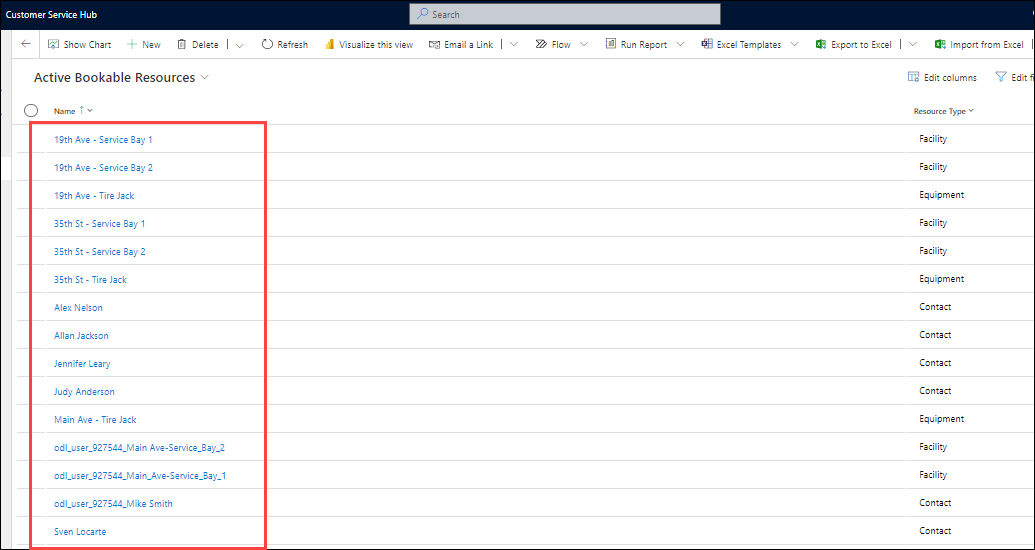 Customer Service Hub
Search
Show Chart New Delete Refresh Visualize this view Email a Link Flow Run Report Excel Templates Export to Excel Import from Excel
Active Bookable Resources Edit columns Edit fi
Name Resource Type
19th Ave - Service Bay 1 Facility
19th Ave - Service Bay 2 Facility
19th Ave - Tire Jack Equipment
35th St - Service Bay 1 Facility
35th St - Service Bay 2 Facility
35th St - Tire Jack Equipment
Alex Nelson Contact
Allan Jackson Contact
Jennifer Leary Contact
Judy Anderson Contact
Main Ave - Tire Jack Equipment
odl_user_927544_Main Ave-Service_Bay_2 Facility
odl_user_927544_Main_Ave-Service_Bay_1 Facility
odl_user_927544_Mike Smith Contact
Sven Locarte Contact